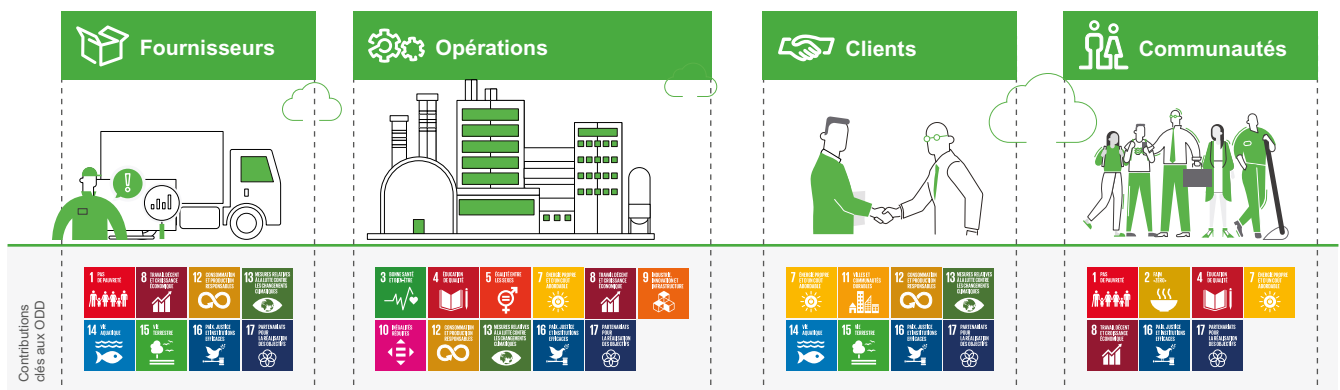 Fournisseurs
Opérations
Clients
Communautés
Contributions
clés aux ODD
1 PAS
DE PAUVRETÉ
8 TRAVAIL DÉCENT
ET CROISSANCE
ÉCONOMIQUE
12 CONSOMMATION
ET PRODUCTION
RESPONSABLES
13 MESURES RELATIVES
À LA LUTTE CONTRE
LES CHANGEMENTS
CLIMATIQUES
14 VIE
AQUATIQUE
15 VIE
TERRESTRE
16 PAIX, JUSTICE
ET INSTITUTIONS
EFFICACES
17 PARTENARIATS
POUR
LA RÉALISATION
DES OBJECTIFS
3 BONNE SANTÉ
ET BIEN-ÊTRE
4 ÉDUCATION
DE QUALITÉ
5 ÉGALITÉ ENTRE
LES SEXES
7 ÉNERGIE PROPRE
ET D'UN COÛT
ABORDABLE
8 TRAVAIL DÉCENT
ET CROISSANCE
ÉCONOMIQUE
9 INDUSTRIE,
INNOVATION ET
INFRASTRUCTURE
10 INÉGALITÉS
RÉDUITES
12 CONSOMMATION
ET PRODUCTION
RESPONSABLES
13 MESURES RELATIVES
À LA LUTTE CONTRE
LES CHANGEMENTS
CLIMATIQUES
16 PAIX, JUSTICE
ET INSTITUTIONS
EFFICACES
17 PARTENARIATS
POUR
LA RÉALISATION
DES OBJECTIFS
7 ÉNERGIE PROPRE
ET D'UN COÛT
ABORDABLE
11 VILLES ET
COMMUNAUTÉS
DURABLES
12 CONSOMMATION
ET PRODUCTION
RESPONSABLES
13 MESURES RELATIVES
À LA LUTTE CONTRE
LES CHANGEMENTS
CLIMATIQUES
14 VIE
AQUATIQUE
15 VIE
TERRESTRE
16 PAIX, JUSTICE
ET INSTITUTIONS
EFFICACES
17 PARTENARIATS
POUR
LA RÉALISATION
DES OBJECTIFS
1 PAS
DE PAUVRETÉ
2 FAIM
«ZÉRO»
4 ÉDUCATION
DE QUALITÉ
7 ÉNERGIE PROPRE
ET D'UN COÛT
ABORDABLE
8 TRAVAIL DÉCENT
ET CROISSANCE
ÉCONOMIQUE
16 PAIX, JUSTICE
ET INSTITUTIONS
EFFICACES
17 PARTENARIATS
POUR
LA RÉALISATION
DES OBJECTIFS